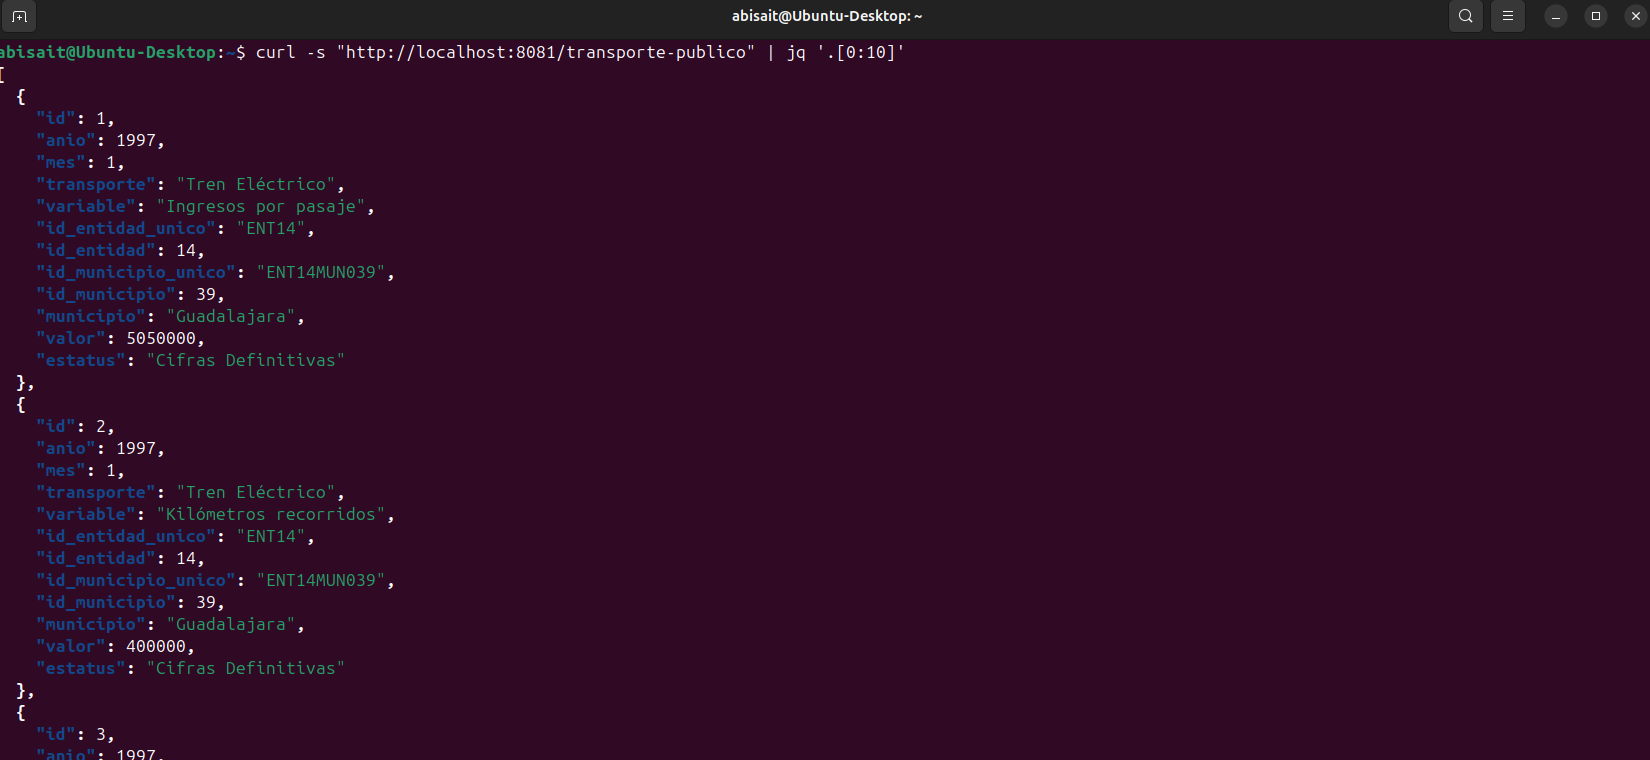 abisait@Ubuntu-Desktop: ~
abisait@Ubuntu-Desktop:~$ curl -s "http://localhost:8081/transporte-publico" | jq '.[0:10]'
[
  {
    "id": 1,
    "anio": 1997,
    "mes": 1,
    "transporte": "Tren Eléctrico",
    "variable": "Ingresos por pasaje",
    "id_entidad_unico": "ENT14",
    "id_entidad": 14,
    "id_municipio_unico": "ENT14MUN039",
    "id_municipio": 39,
    "municipio": "Guadalajara",
    "valor": 5050000,
    "estatus": "Cifras Definitivas"
  },
  {
    "id": 2,
    "anio": 1997,
    "mes": 1,
    "transporte": "Tren Eléctrico",
    "variable": "Kilómetros recorridos",
    "id_entidad_unico": "ENT14",
    "id_entidad": 14,
    "id_municipio_unico": "ENT14MUN039",
    "id_municipio": 39,
    "municipio": "Guadalajara",
    "valor": 400000,
    "estatus": "Cifras Definitivas"
  },
  {
    "id": 3,
    "anio": 1997,